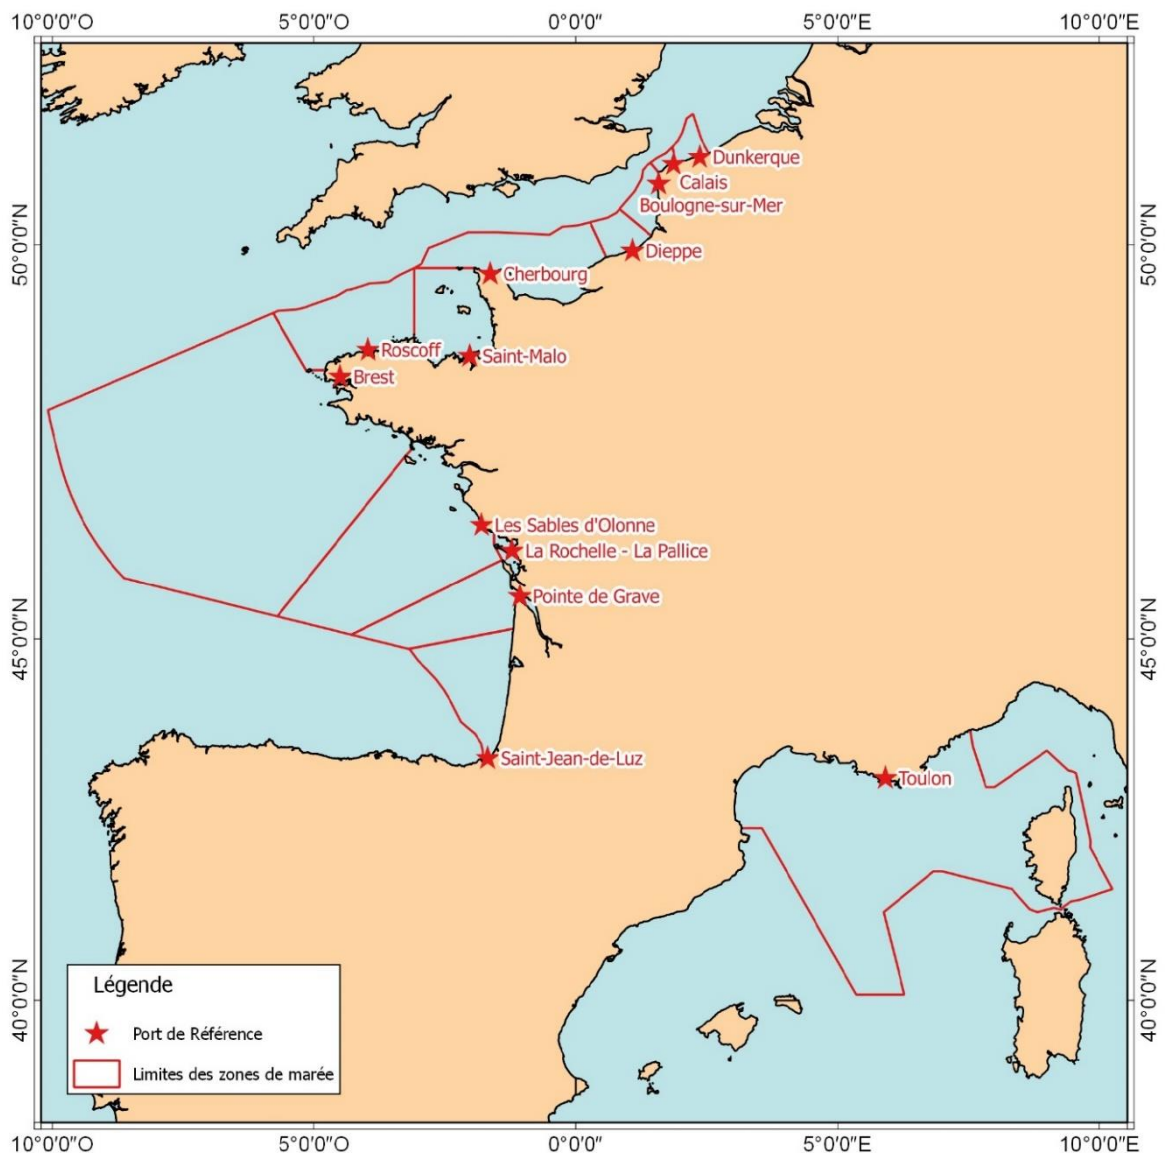 10°0'0"O 5°0'0"O 0°0'0" 5°0'0"E 10°0'0"E
Dunkerque
Calais
Boulogne-sur-Mer
50°0'0"N
50°0'0"N
Dieppe
Cherbourg
Roscoff
Saint-Malo
Brest
Les Sables d'Olonne
La Rochelle - La Pallice
Pointe de Grave
45°0'0"N
45°0'0"N
Saint-Jean-de-Luz
Toulon
40°0'0"N
40°0'0"N
Légende
Port de Référence
Limites des zones de marée
10°0'0"O 5°0'0"O 0°0'0" 5°0'0"E 10°0'0"E